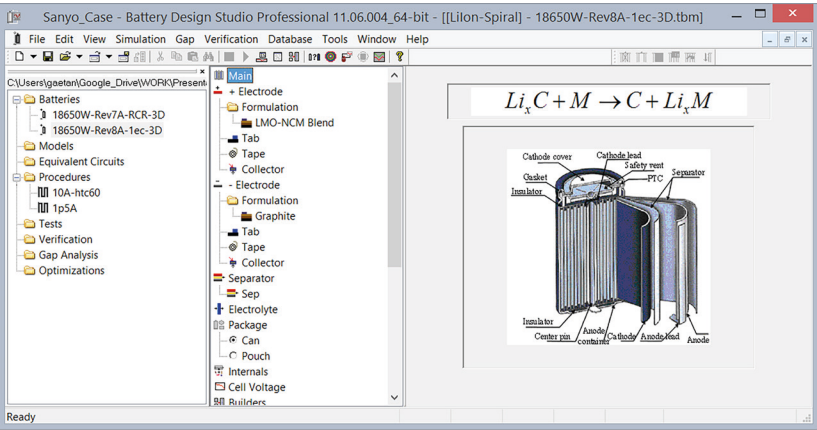 Sanyo_Case - Battery Design Studio Professional 11.06.004_64-bit - [[LiIon-Spiral] - 18650W-Rev8A-1ec-3D.tbm]
File Edit View Simulation Gap Verification Database Tools Window Help
C:\Users\gaetan\Google_Drive\WORK\Present
Batteries
18650W-Rev7A-RCR-3D
18650W-Rev8A-1ec-3D
Models
Equivalent Circuits
Procedures
10A-htc60
1p5A
Tests
Verification
Gap Analysis
Optimizations
Main
+ Electrode
Formulation
LMO-NCM Blend
Tab
Tape
Collector
- Electrode
Formulation
Graphite
Tab
Tape
Collector
Separator
Sep
Electrolyte
Package
Can
Pouch
Internals
Cell Voltage
Builders
LiₓC + M → C + LiₓM
Cathode cover
Cathode lead
Safety vent
Gasket
PTC
Separator
Insulator
Insulator
Center pin
Anode container
Cathode
Anode lead
Anode
Ready